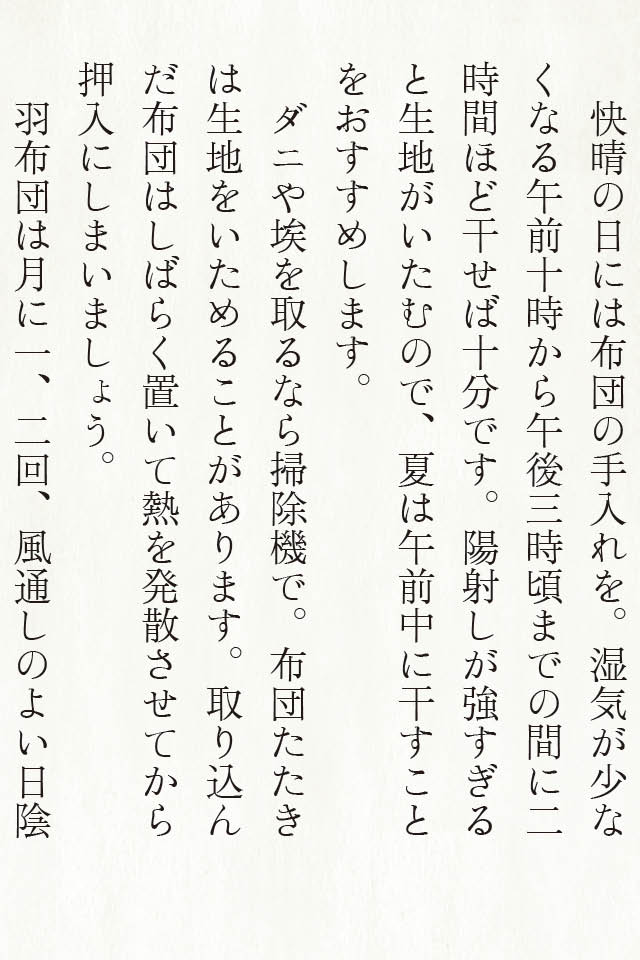 快晴の日には布団の手入れを。湿気が少な
くなる午前十時から午後三時頃までの間に二
時間ほど干せば十分です。陽射しが強すぎる
と生地がいたむので、夏は午前中に干すこと
をおすすめします。
ダニや埃を取るなら掃除機で。布団たたき
は生地をいためることがあります。取り込ん
だ布団はしばらく置いて熱を発散させてから
押入にしまいましょう。
羽布団は月に一、二回、風通しのよい日陰